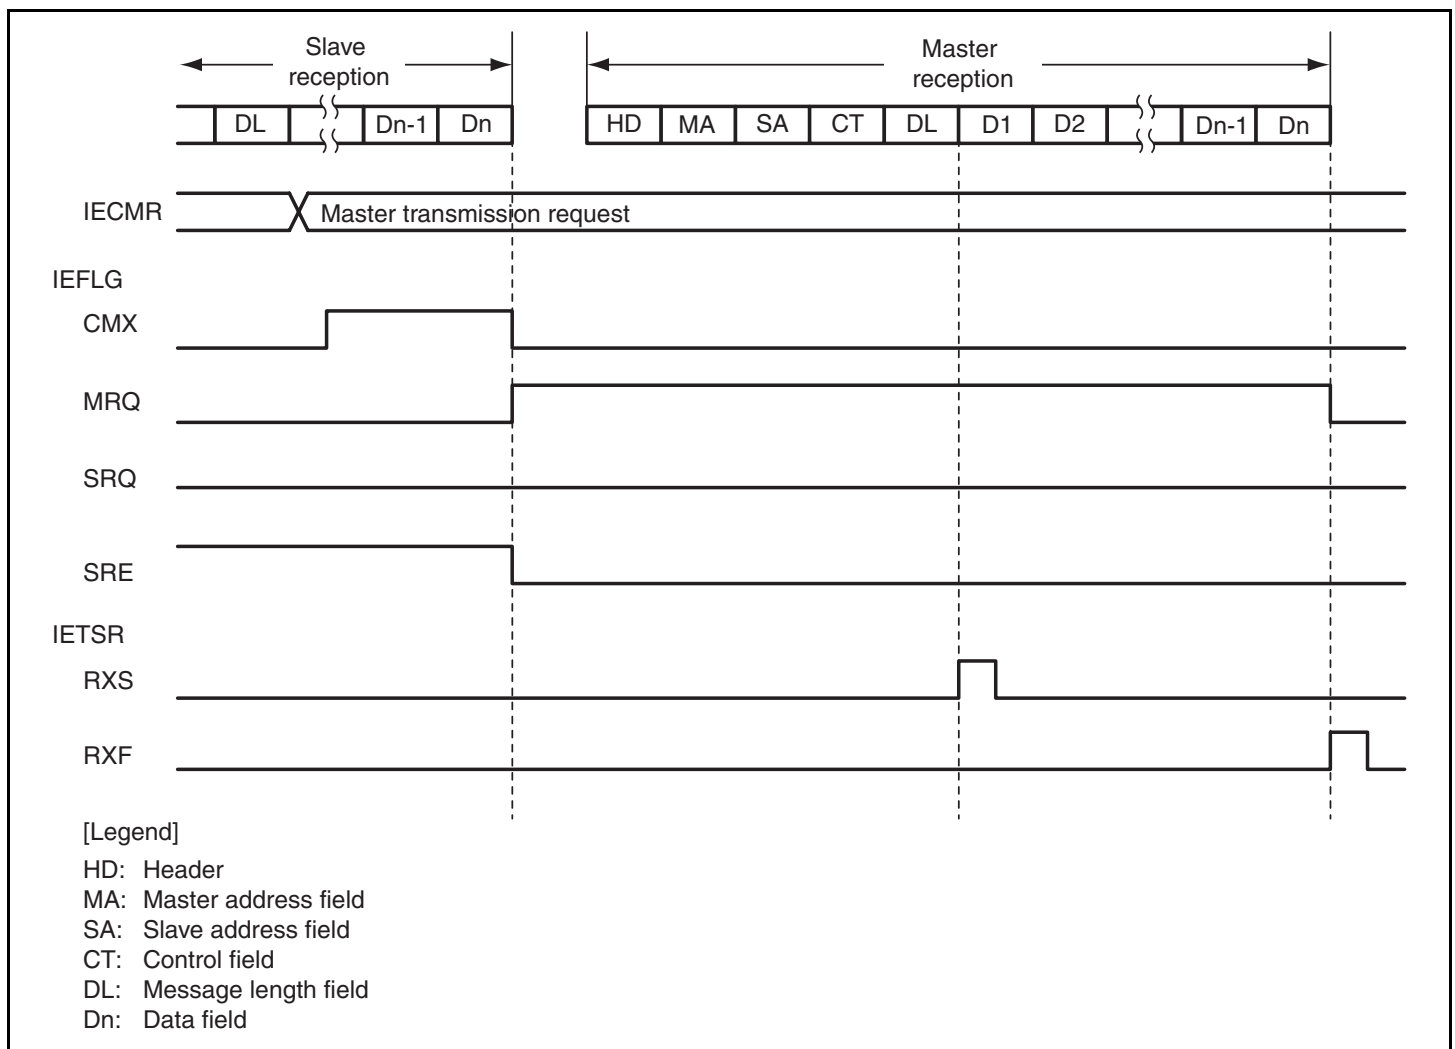 Slave
reception
Master
reception
DL Dn-1 Dn HD MA SA CT DL D1 D2 Dn-1 Dn
IECMR Master transmission request
IEFLG
CMX
MRQ
SRQ
SRE
IETSR
RXS
RXF
[Legend]
HD: Header
MA: Master address field
SA: Slave address field
CT: Control field
DL: Message length field
Dn: Data field